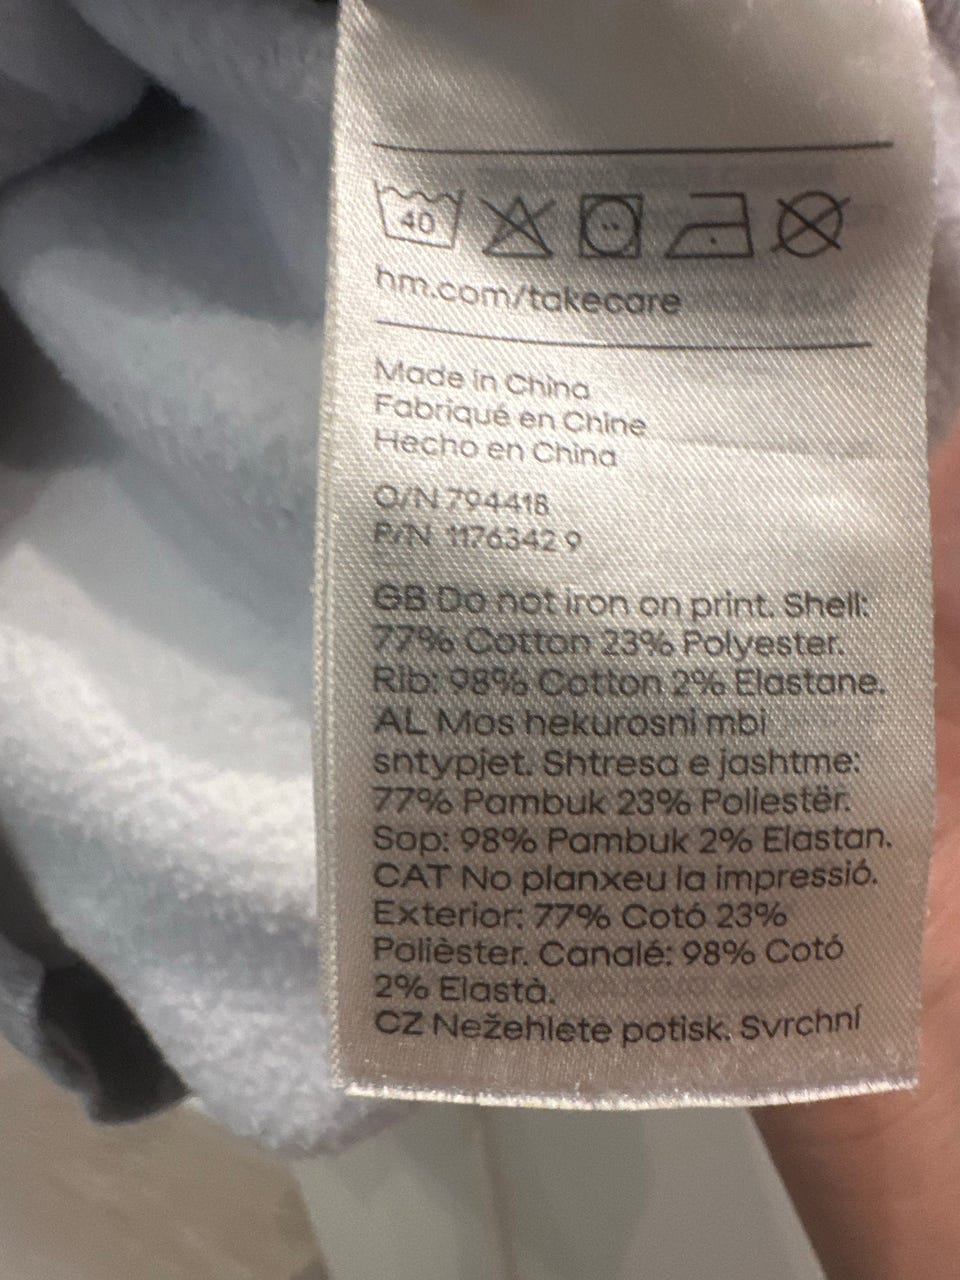 40
hm.com/takecare
Made in China
Fabriqué en Chine
Hecho en China
O/N 794418
P/N 1176342 9
GB Do not iron on print. Shell:
77% Cotton 23% Polyester.
Rib: 98% Cotton 2% Elastane.
AL Mos hekurosni mbi
sntypjet. Shtresa e jashtme:
77% Pambuk 23% Poliestër.
Sop: 98% Pambuk 2% Elastan.
CAT No planxeu la impressió.
Exterior: 77% Cotó 23%
Polièster. Canalé: 98% Cotó
2% Elastà.
CZ Nežehlete potisk. Svrchní